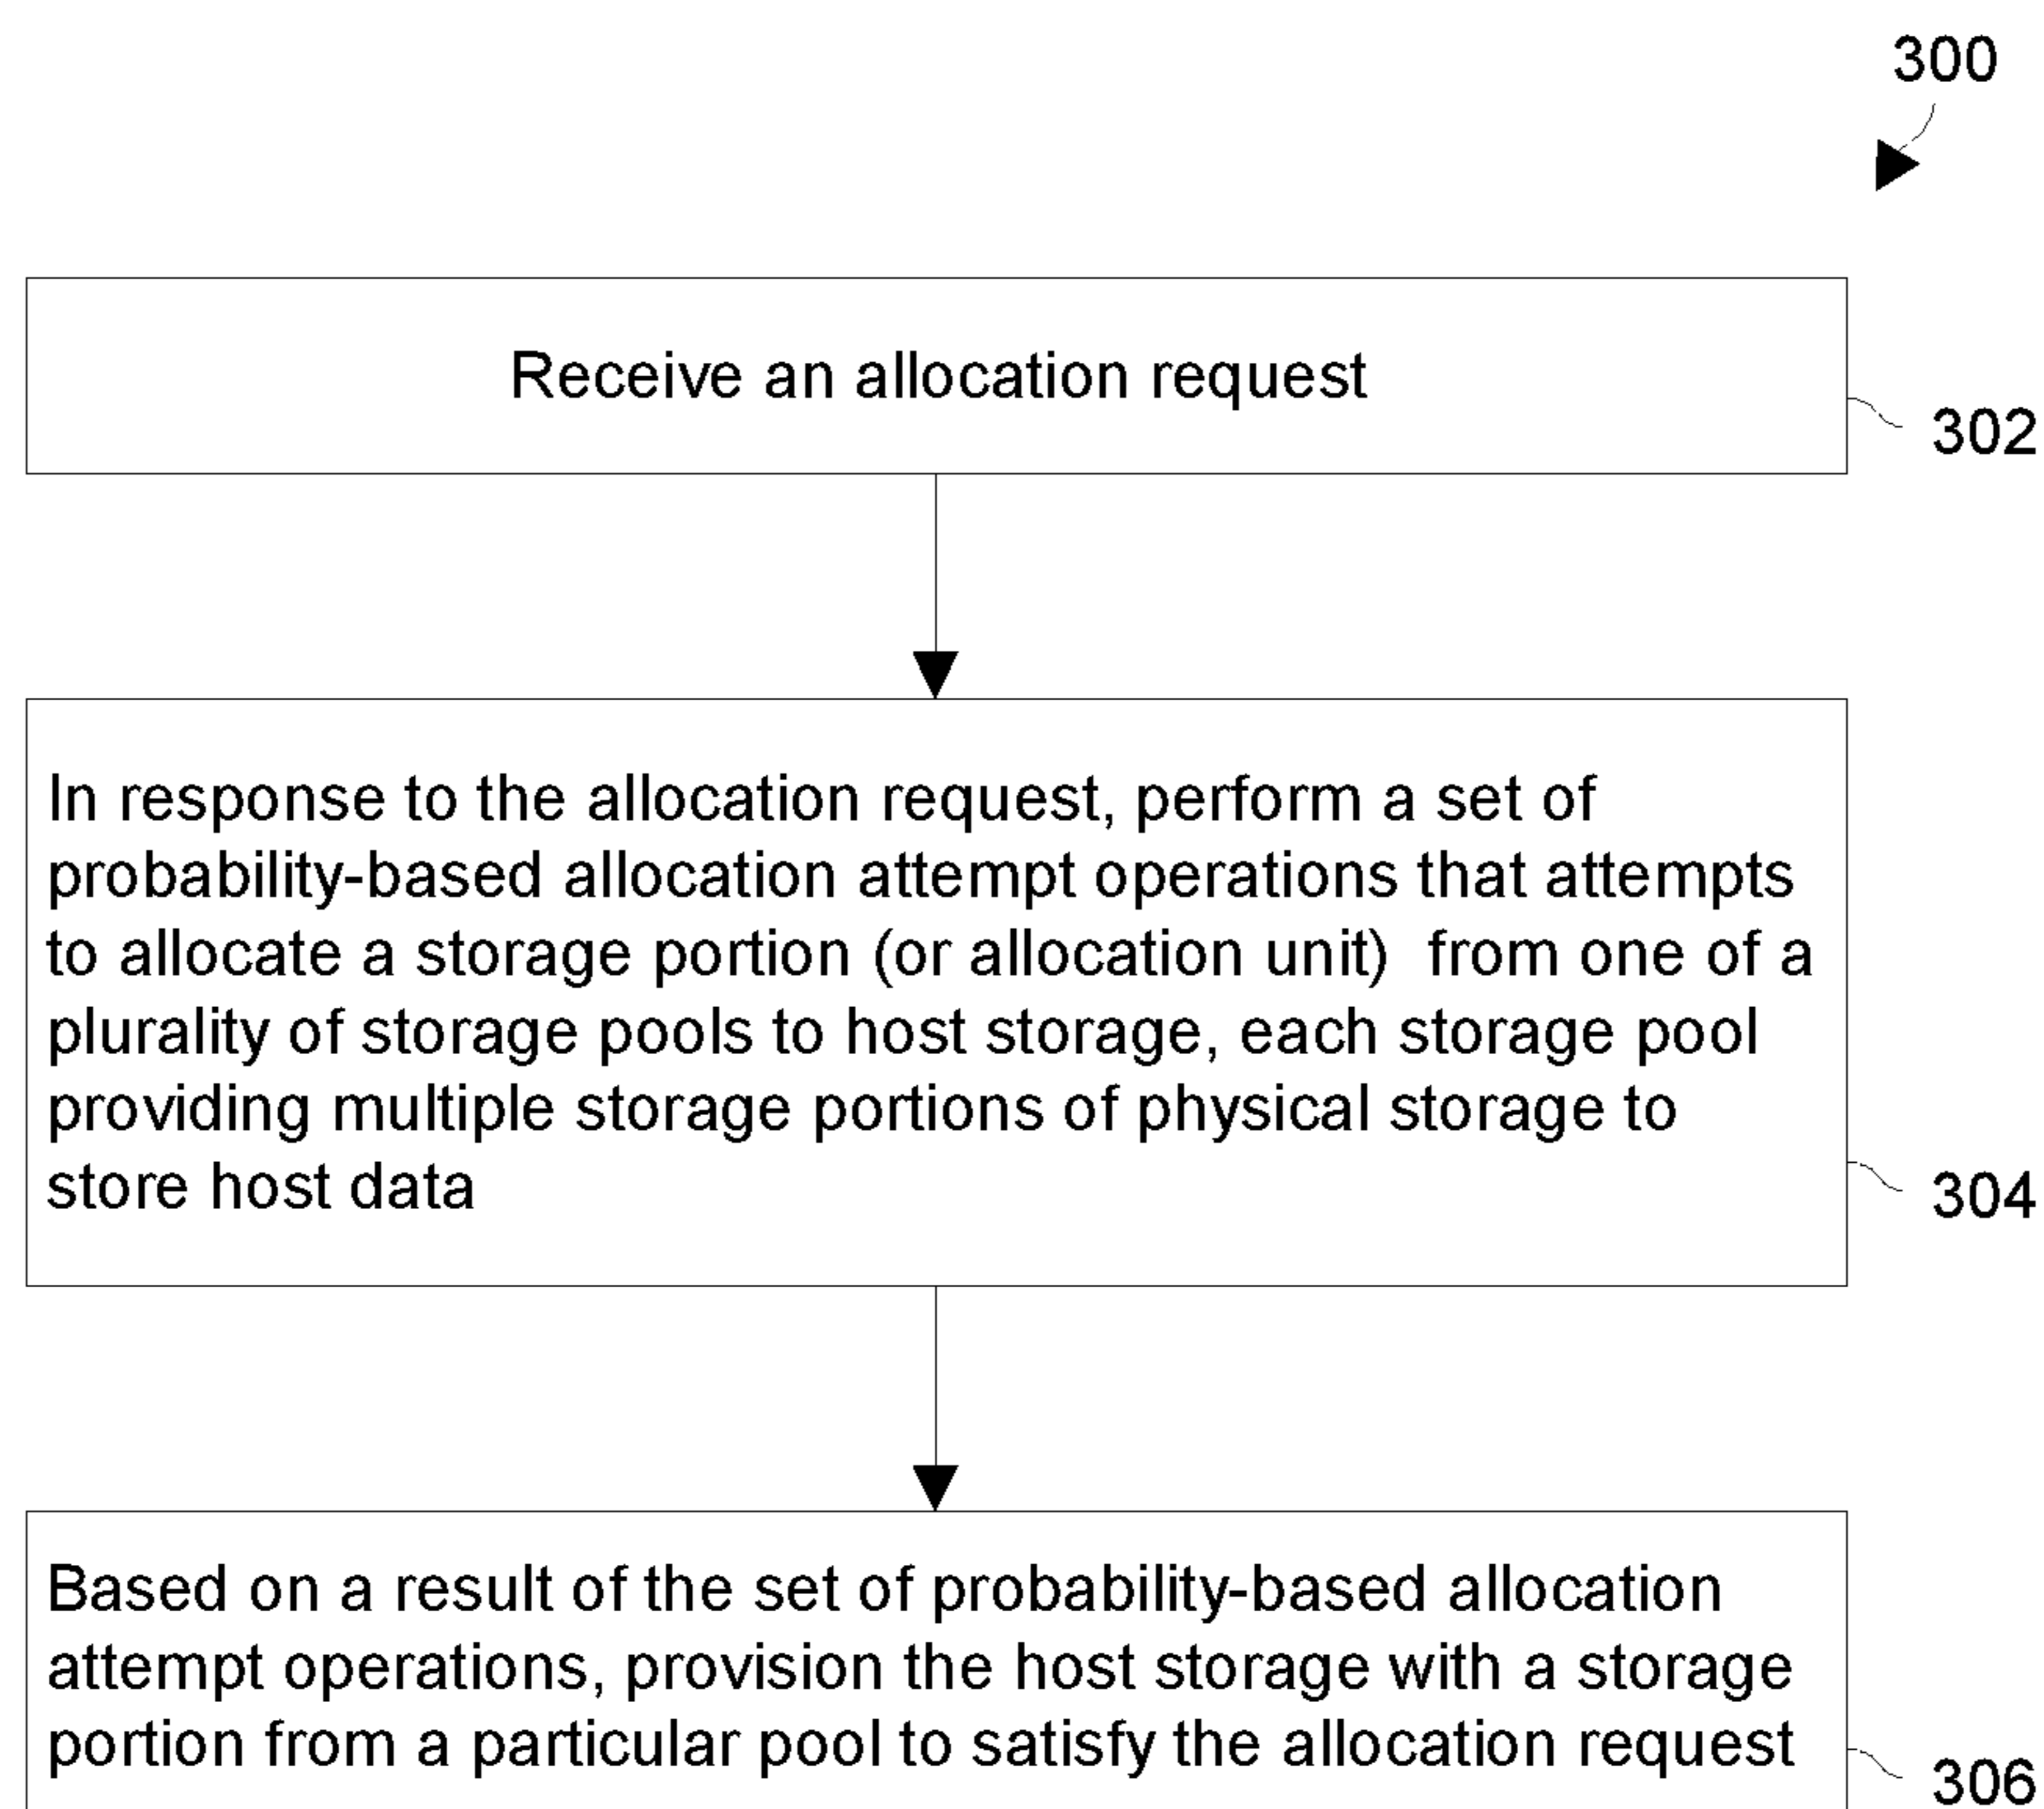 300
Receive an allocation request
302
In response to the allocation request, perform a set of
probability-based allocation attempt operations that attempts
to allocate a storage portion (or allocation unit) from one of a
plurality of storage pools to host storage, each storage pool
providing multiple storage portions of physical storage to
store host data
304
Based on a result of the set of probability-based allocation
attempt operations, provision the host storage with a storage
portion from a particular pool to satisfy the allocation request
306